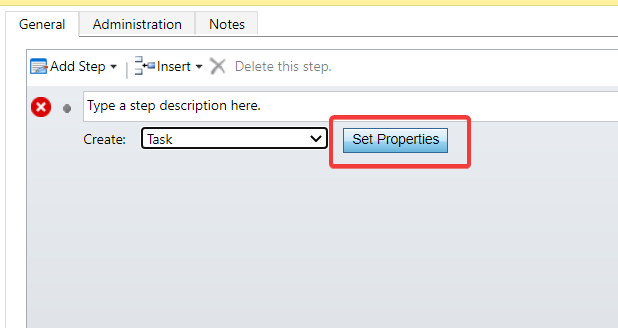 General Administration Notes
Add Step Insert Delete this step.
Type a step description here.
Create: Task Set Properties